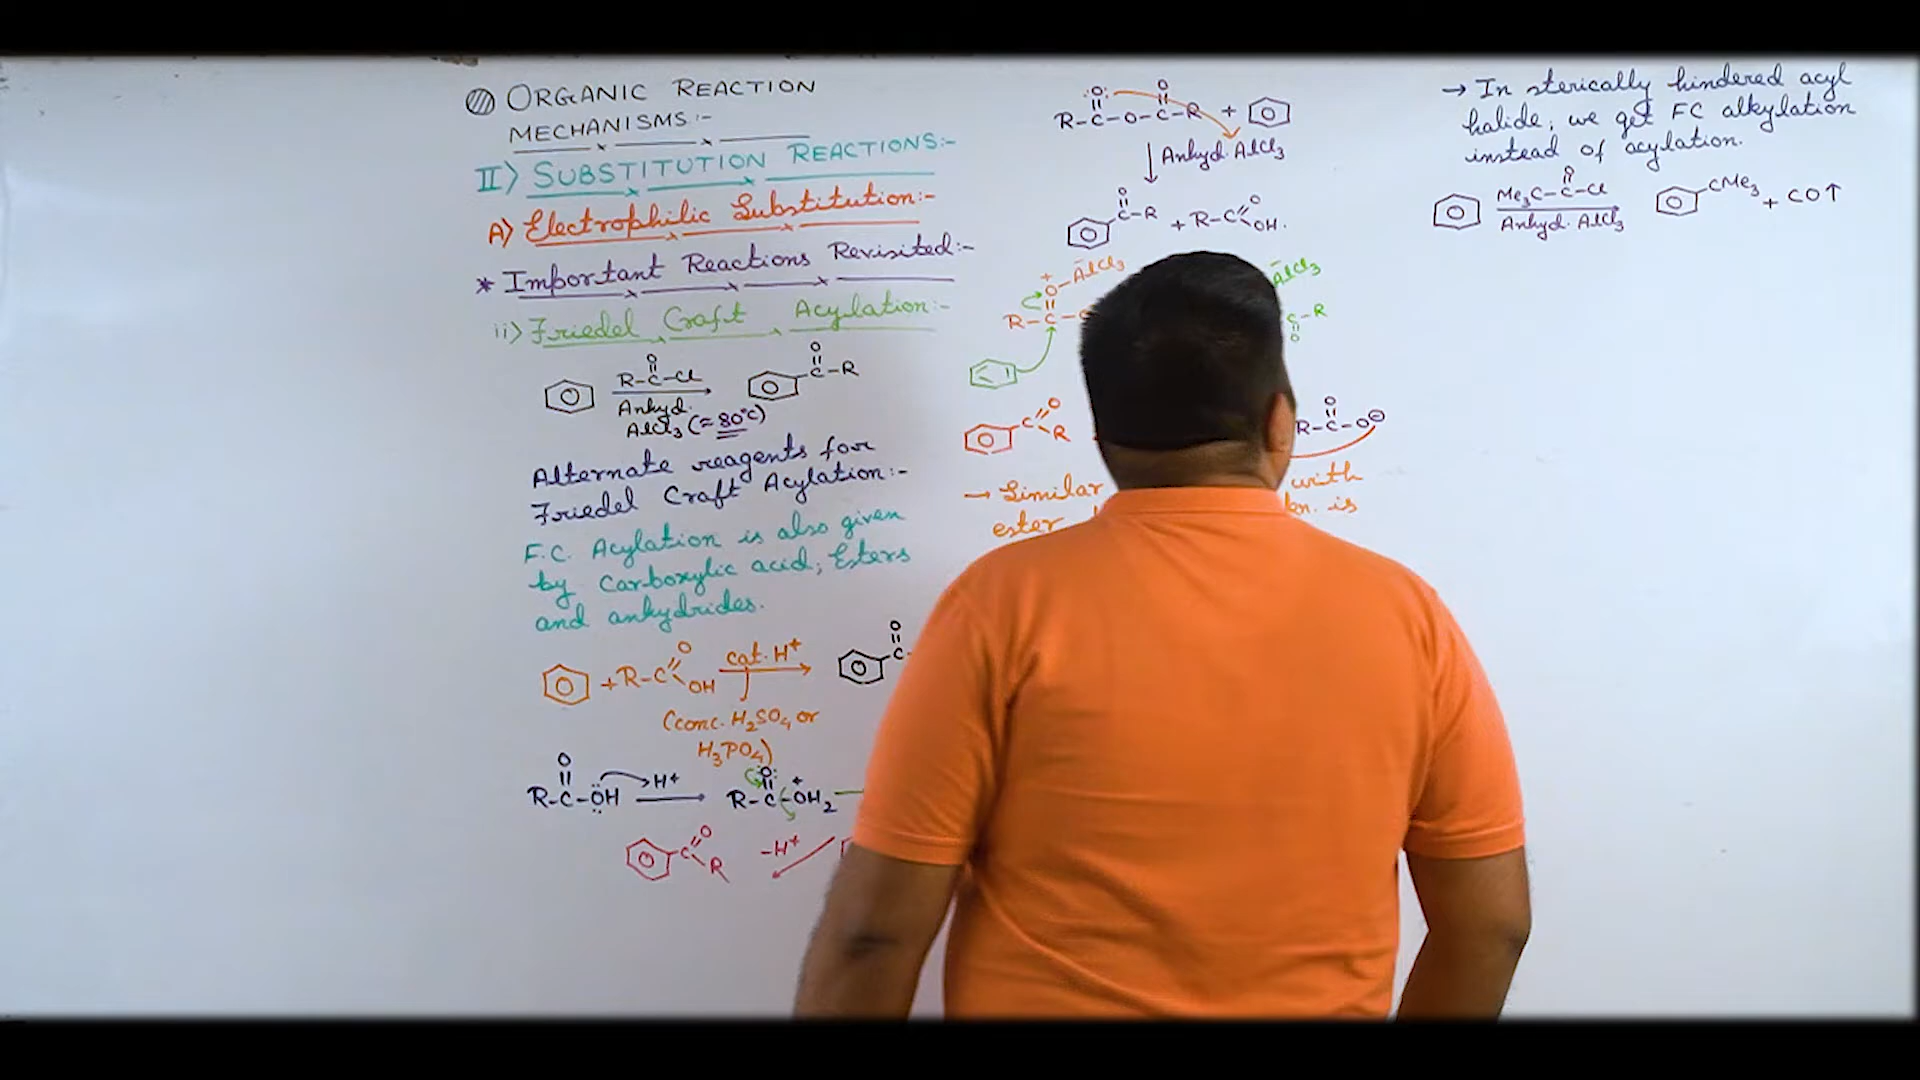 ORGANIC REACTION
MECHANISMS:-
II) SUBSTITUTION REACTIONS:-
A) Electrophilic Substitution:-
* Important Reactions Revisited:-
ii) Friedel Craft Acylation:-
O
R-C-Cl
Anhyd.
AlCl3 (≈80°C)
O
C-R
Alternate reagents for
Friedel Craft Acylation:-
F.C. Acylation is also given
by Carboxylic acid; Esters
and anhydrides.
+ R-C
O
OH
cat. H+
O
C
(conc. H2SO4 or
H3PO4)
O
R-C-OH
H+
O
R-C-OH2
+
C
O
R
-H+
O
R-C-O-C-R
O
+
Anhyd. AlCl3
O
C-R
+ R-C
O
OH.
+
O-AlCl3
R-C-
AlCl3
C-R
O
C
O
R
O
R-C-O⊖
→ Similar
with
ester
is
→ In sterically hindered acyl
halide; we get FC alkylation
instead of acylation.
O
Me3C-C-Cl
Anhyd. AlCl3
CMe3
+ CO↑